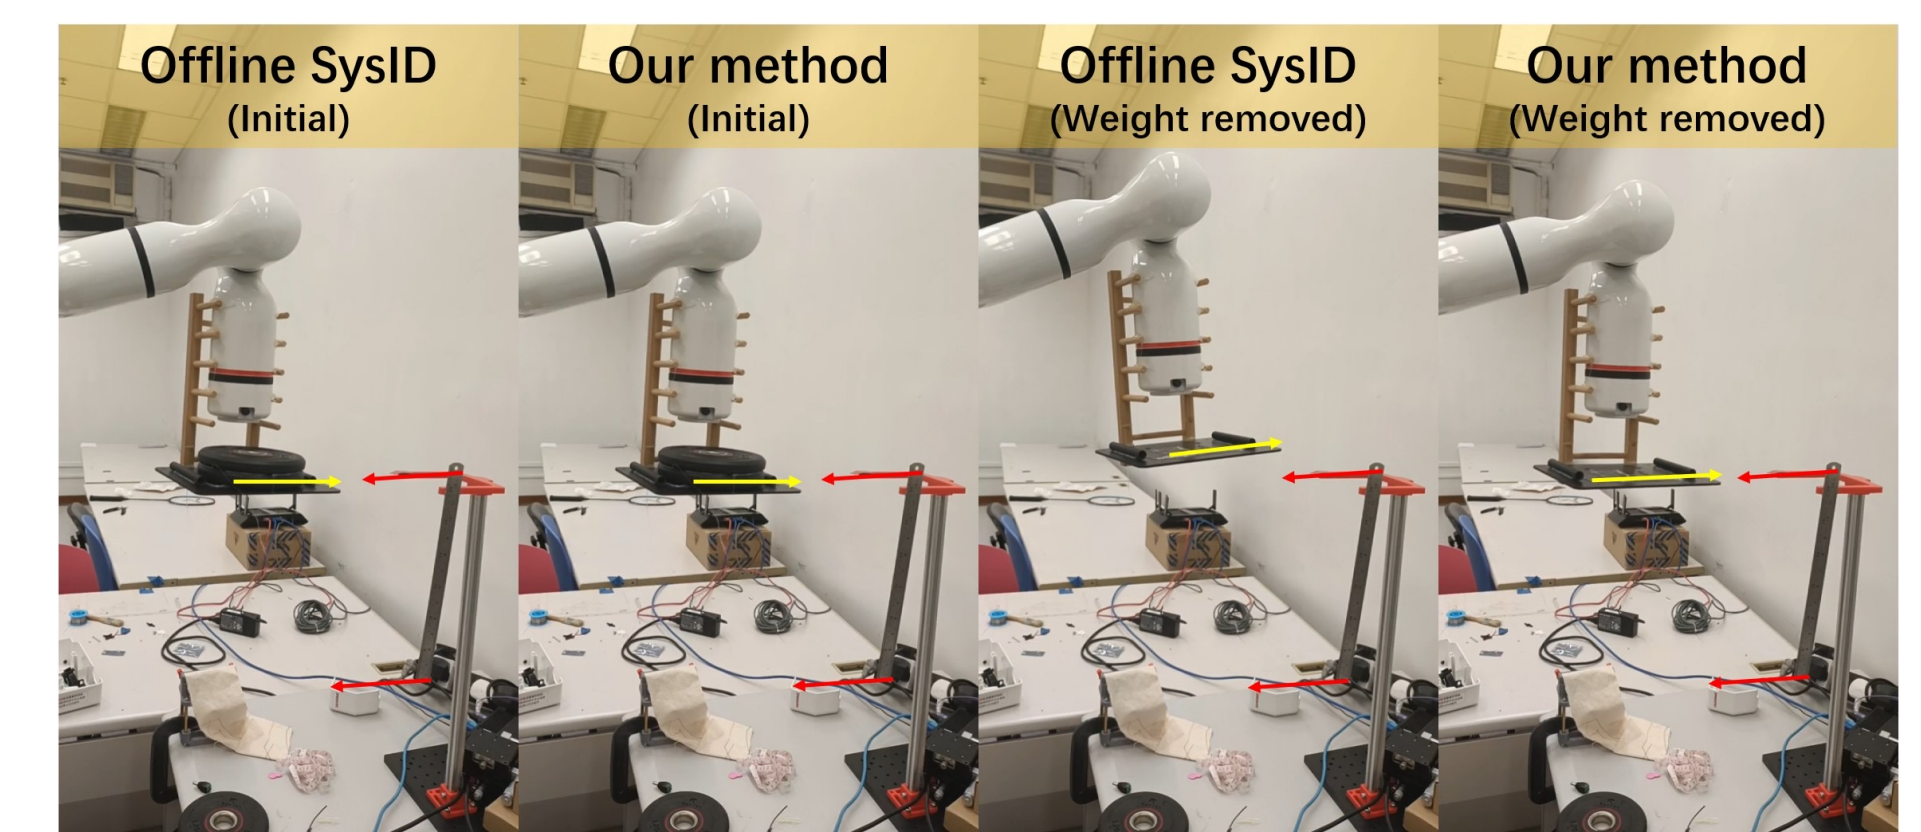 Offline SysID
(Initial)
Our method
(Initial)
Offline SysID
(Weight removed)
Our method
(Weight removed)